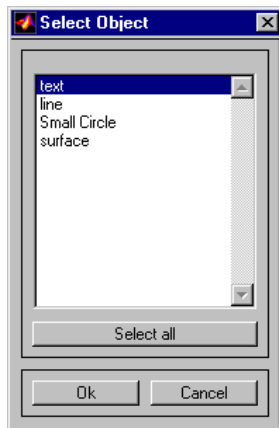 Select Object
text
line
Small Circle
surface
Select all
Ok
Cancel